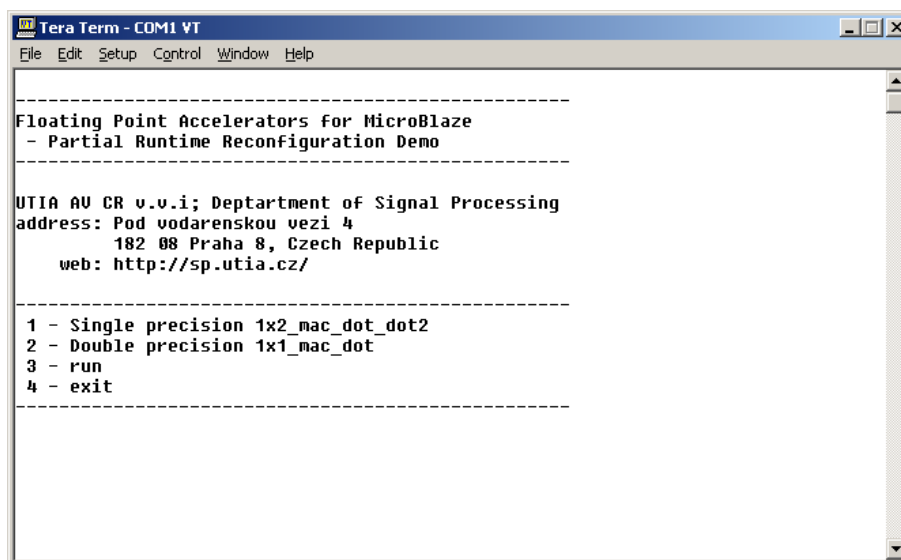 Tera Term - COM1 VT
File Edit Setup Control Window Help
---------------------------------------------------
Floating Point Accelerators for MicroBlaze
- Partial Runtime Reconfiguration Demo
---------------------------------------------------
UTIA AV CR v.v.i; Deptartment of Signal Processing
address: Pod vodarenskou vezi 4
182 08 Praha 8, Czech Republic
web: http://sp.utia.cz/
---------------------------------------------------
1 - Single precision 1x2_mac_dot_dot2
2 - Double precision 1x1_mac_dot
3 - run
4 - exit
---------------------------------------------------